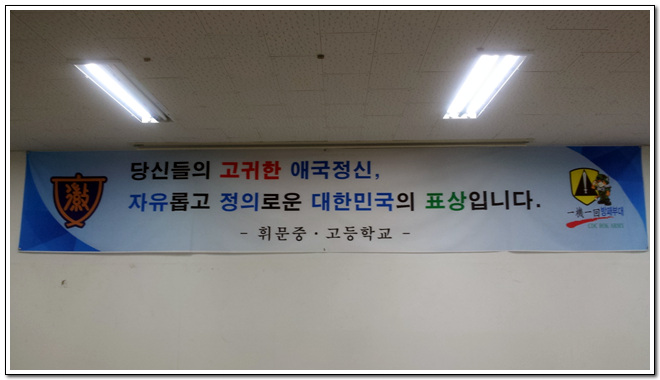 당신들의 고귀한 애국정신,
자유롭고 정의로운 대한민국의 표상입니다.
- 휘문중 · 고등학교 -
徽